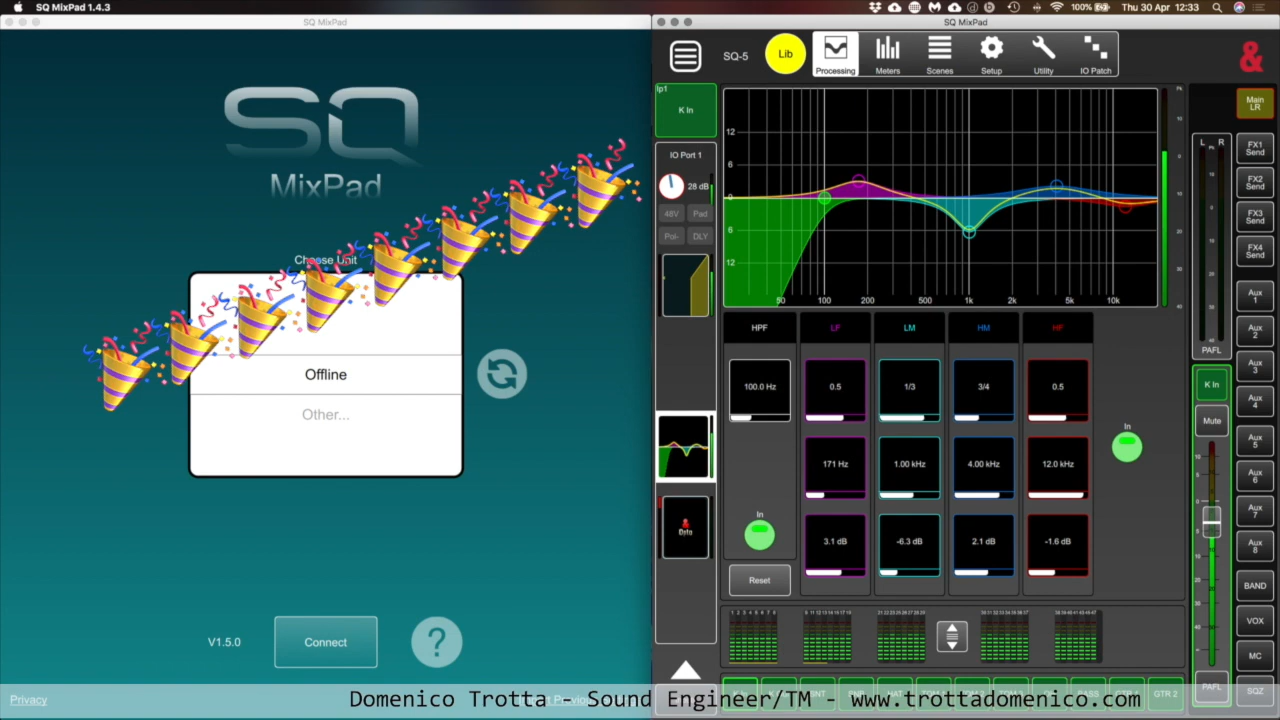 SQ MixPad 1.4.3
100%
Thu 30 Apr 12:33
SQ MixPad
SQ
MixPad
Choose Unit
Offline
Other...
V1.5.0
Connect
?
Privacy
SQ MixPad
SQ-5
Lib
Processing
Meters
Scenes
Setup
Utility
IO Patch
&
Ip1
K In
IO Port 1
28 dB
48V
Pad
Pol-
DLY
12
6
0
6
12
50 100 200 500 1k 2k 5k 10k
HPF
LF
LM
HM
HF
100.0 Hz
0.5
1/3
3/4
0.5
171 Hz
1.00 kHz
4.00 kHz
12.0 kHz
3.1 dB
-6.3 dB
2.1 dB
-1.6 dB
In
Reset
In
Main
LR
L Pk R
PAFL
K In
Mute
PAFL
FX1
Send
FX2
Send
FX3
Send
FX4
Send
Aux
1
Aux
2
Aux
3
Aux
4
Aux
5
Aux
6
Aux
7
Aux
8
BAND
VOX
MC
SQZ
GTR 2
Domenico Trotta - Sound Engineer/TM - www.trottadomenico.com